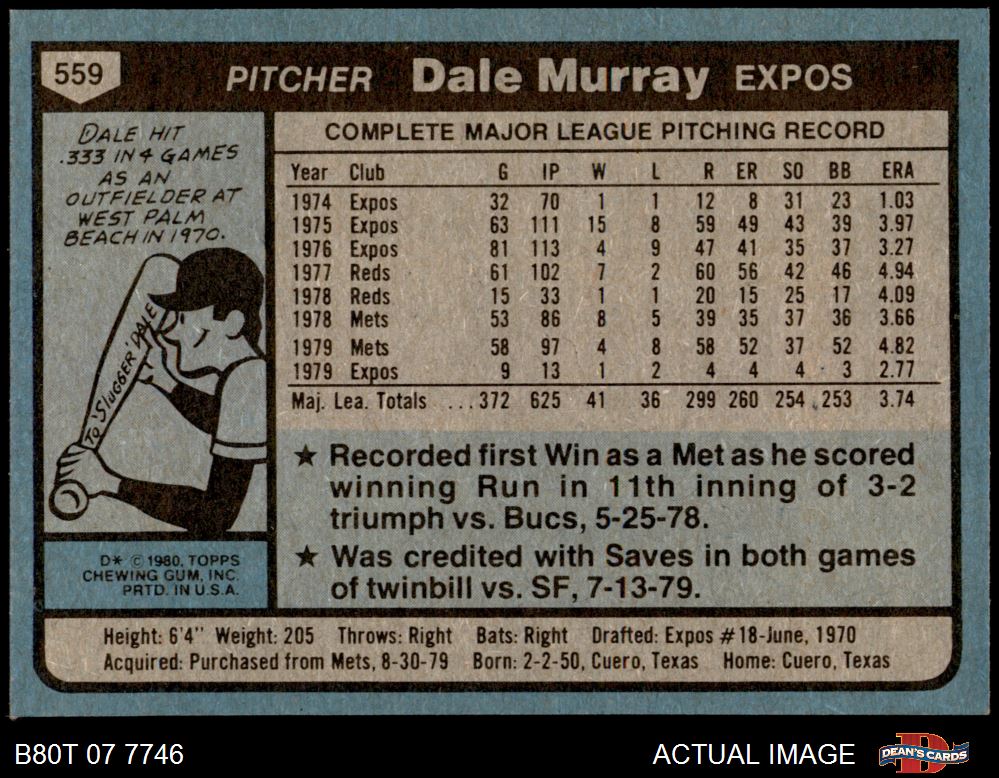 559
PITCHER Dale Murray EXPOS
DALE HIT
.333 IN 4 GAMES
AS AN
OUTFIELDER AT
WEST PALM
BEACH IN 1970.
TO 'SLUGGER' DALE
D* © 1980, TOPPS
CHEWING GUM, INC.
PRTD. IN U.S.A.
COMPLETE MAJOR LEAGUE PITCHING RECORD
Year Club G IP W L R ER SO BB ERA
1974 Expos 32 70 1 1 12 8 31 23 1.03
1975 Expos 63 111 15 8 59 49 43 39 3.97
1976 Expos 81 113 4 9 47 41 35 37 3.27
1977 Reds 61 102 7 2 60 56 42 46 4.94
1978 Reds 15 33 1 1 20 15 25 17 4.09
1978 Mets 53 86 8 5 39 35 37 36 3.66
1979 Mets 58 97 4 8 58 52 37 52 4.82
1979 Expos 9 13 1 2 4 4 4 3 2.77
Maj. Lea. Totals ...372 625 41 36 299 260 254 253 3.74
★ Recorded first Win as a Met as he scored
winning Run in 11th inning of 3-2
triumph vs. Bucs, 5-25-78.
★ Was credited with Saves in both games
of twinbill vs. SF, 7-13-79.
Height: 6'4" Weight: 205 Throws: Right Bats: Right Drafted: Expos #18-June, 1970
Acquired: Purchased from Mets, 8-30-79 Born: 2-2-50, Cuero, Texas Home: Cuero, Texas
B80T 07 7746
ACTUAL IMAGE
DEAN'S CARDS